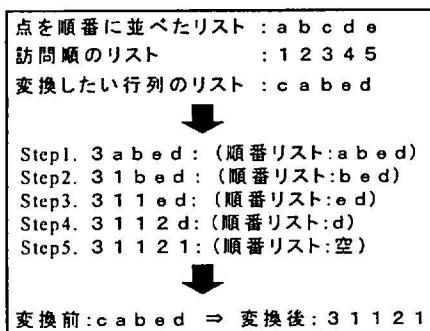 点を順番に並べたリスト :a b c d e
訪問順のリスト :1 2 3 4 5
変換したい行列のリスト :c a b e d
Step1. 3 a b e d: (順番リスト:a b e d)
Step2. 3 1 b e d: (順番リスト:b e d)
Step3. 3 1 1 e d: (順番リスト:e d)
Step4. 3 1 1 2 d: (順番リスト:d)
Step5. 3 1 1 2 1: (順番リスト:空)
変換前:c a b e d ⇒ 変換後:3 1 1 2 1